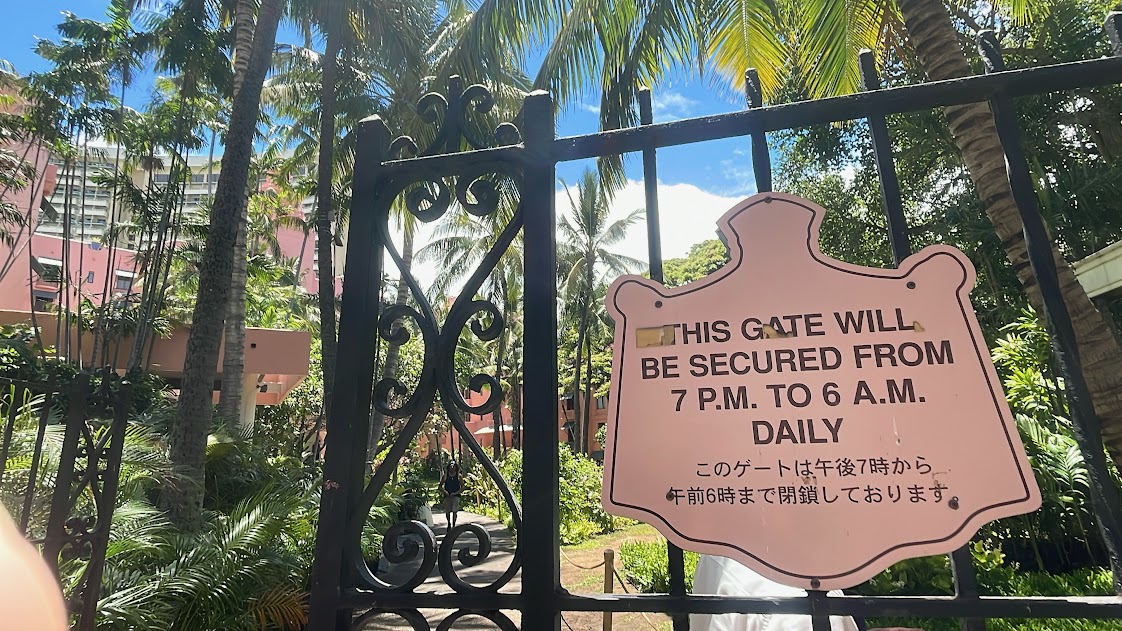 THIS GATE WILL
BE SECURED FROM
7 P.M. TO 6 A.M.
DAILY
このゲートは午後7時から
午前6時まで閉鎖しております